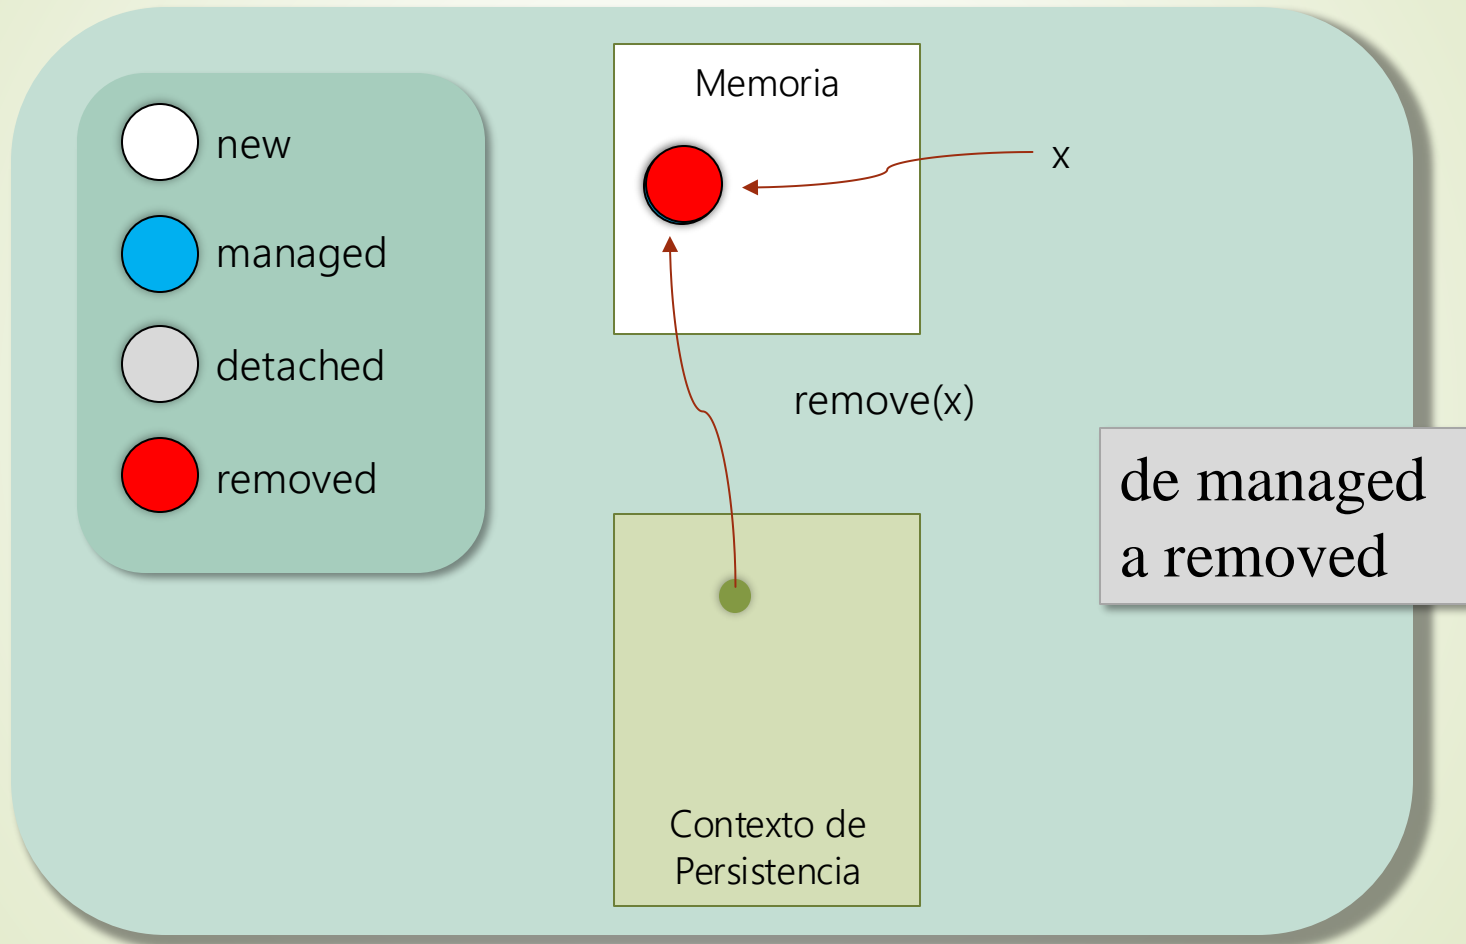 new
managed
detached
removed
Memoria
x
remove(x)
de managed
a removed
Contexto de
Persistencia